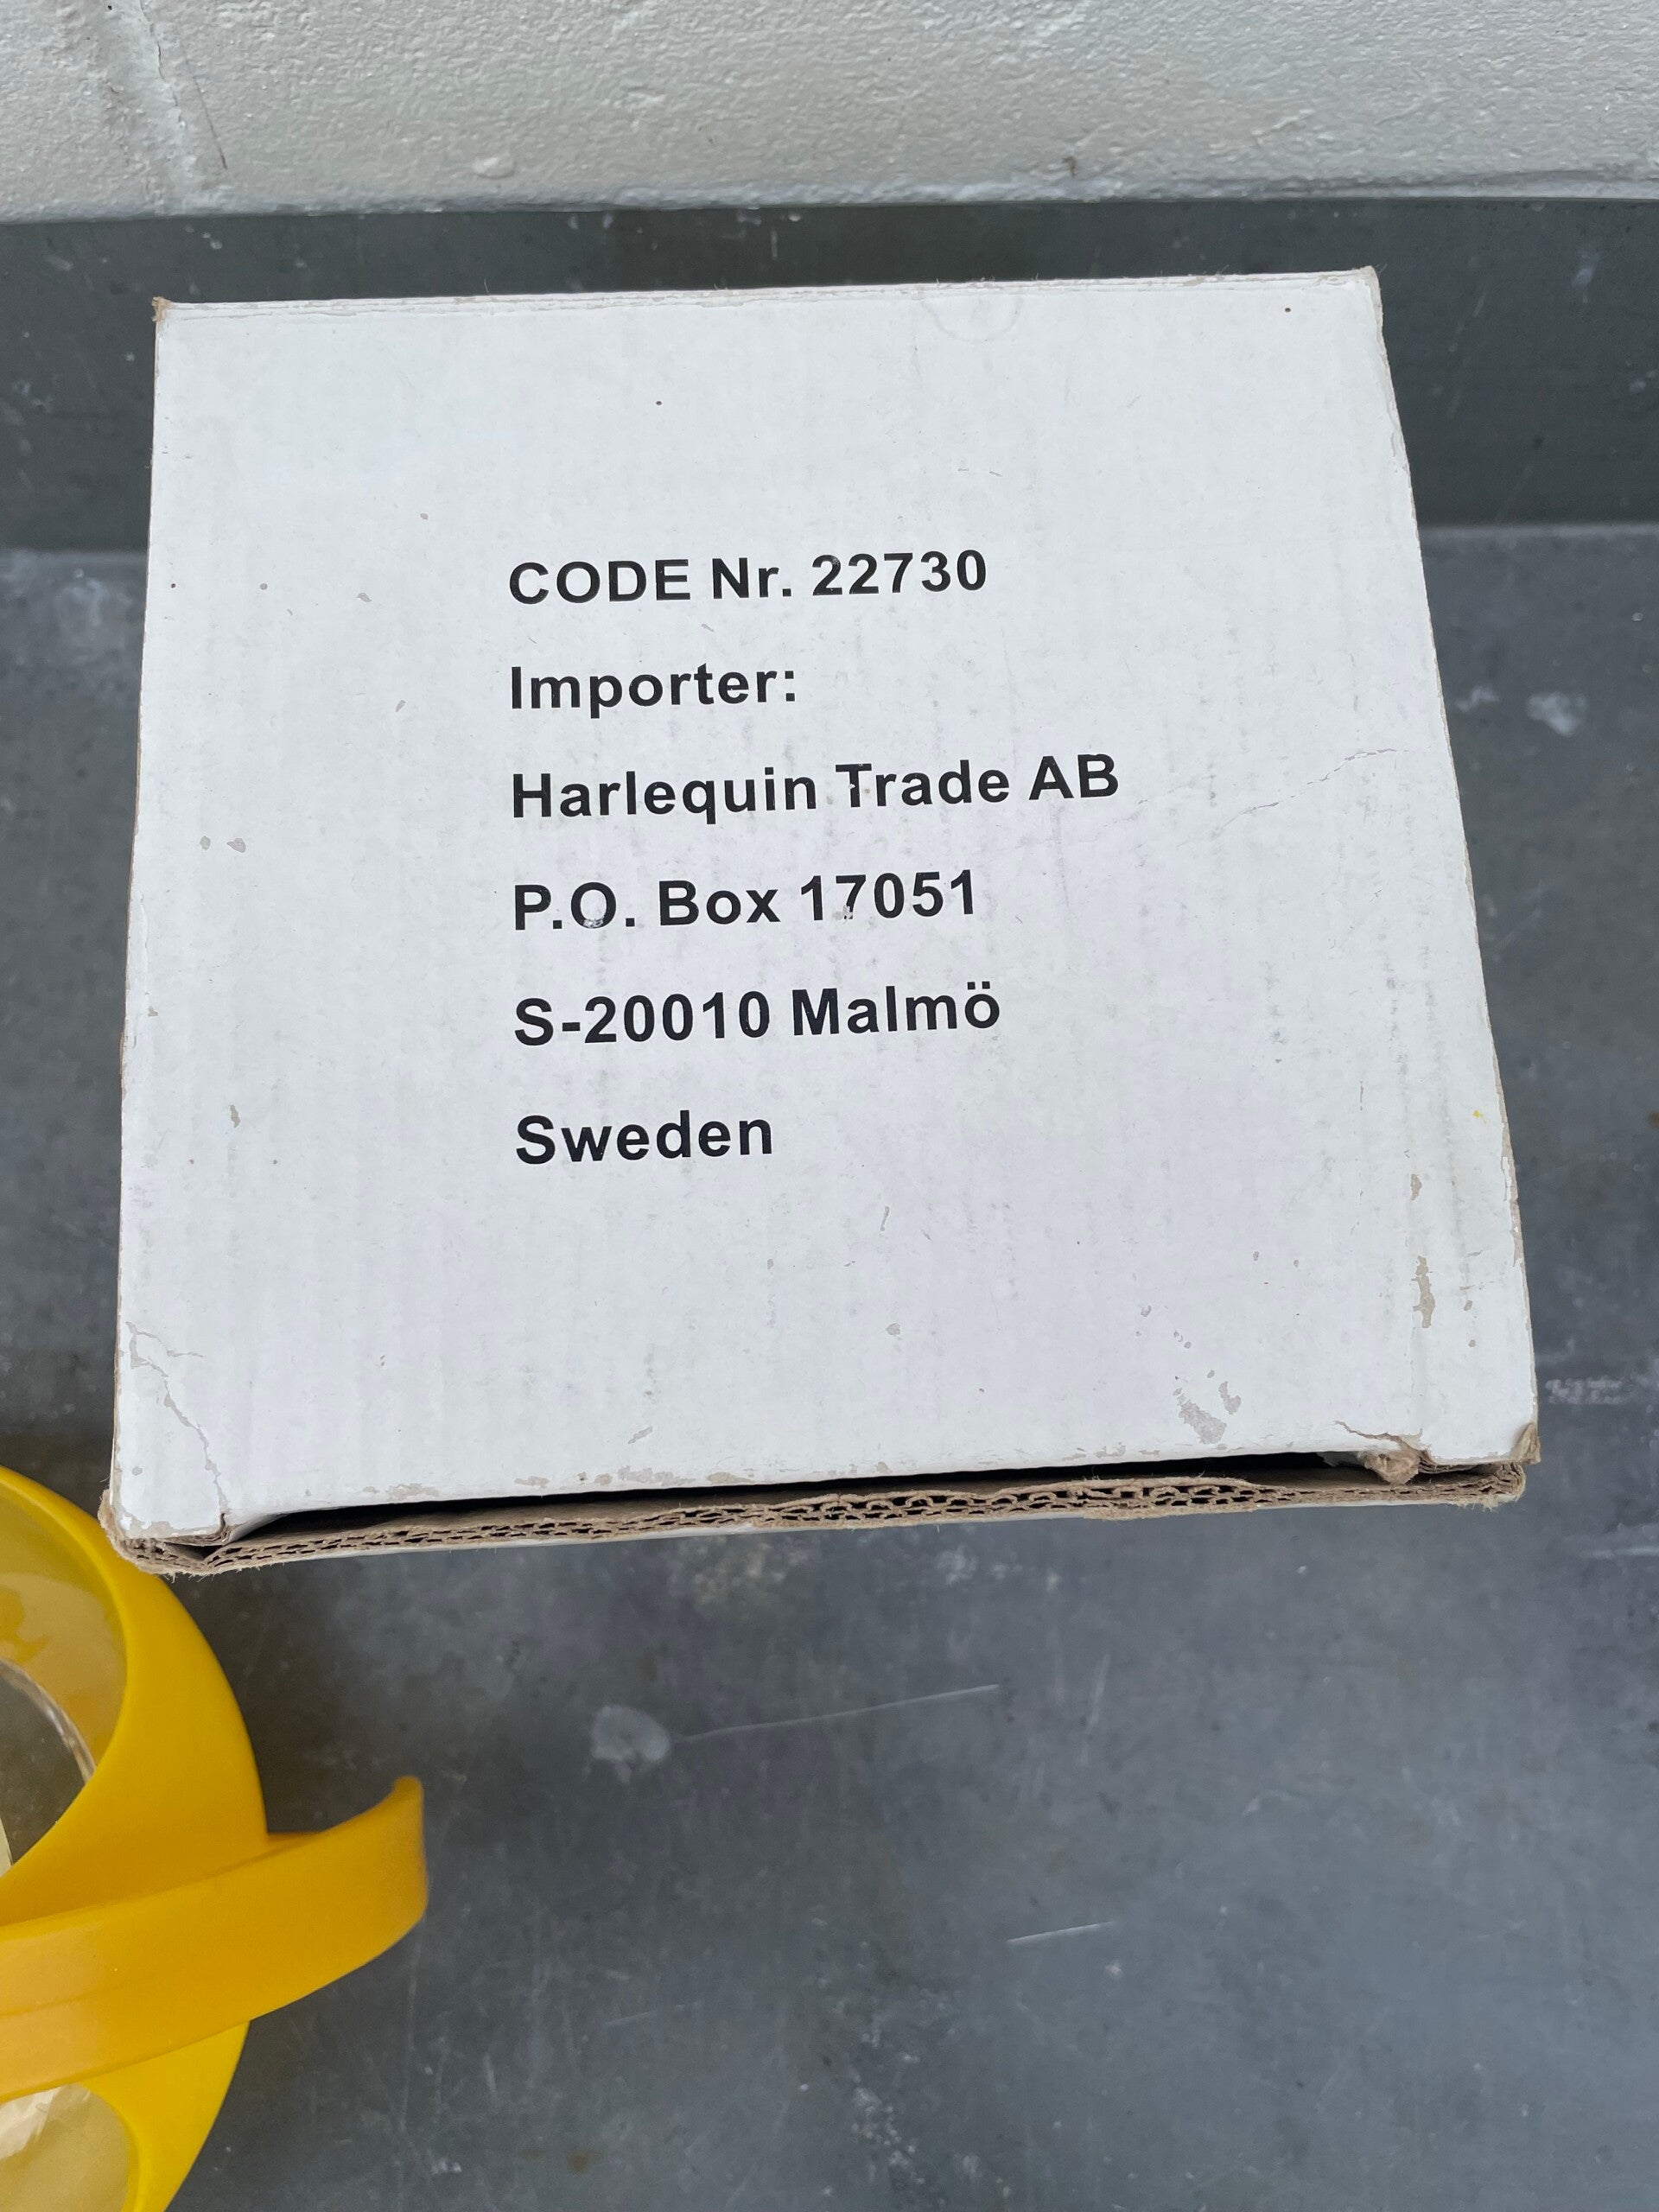 CODE Nr. 22730
Importer:
Harlequin Trade AB
P.O. Box 17051
S-20010 Malmö
Sweden